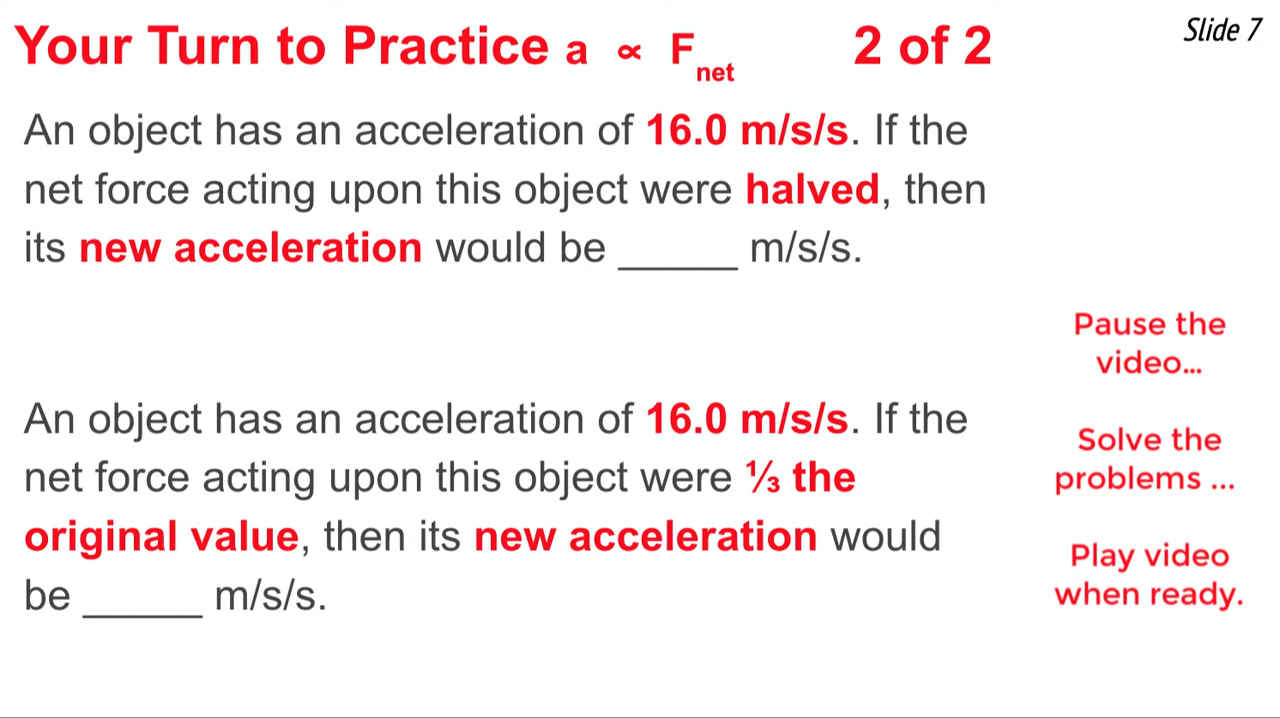 Your Turn to Practice a ∝ Fnet 2 of 2
Slide 7
An object has an acceleration of 16.0 m/s/s. If the
net force acting upon this object were halved, then
its new acceleration would be _____ m/s/s.
An object has an acceleration of 16.0 m/s/s. If the
net force acting upon this object were ⅓ the
original value, then its new acceleration would
be _____ m/s/s.
Pause the
video...
Solve the
problems ...
Play video
when ready.